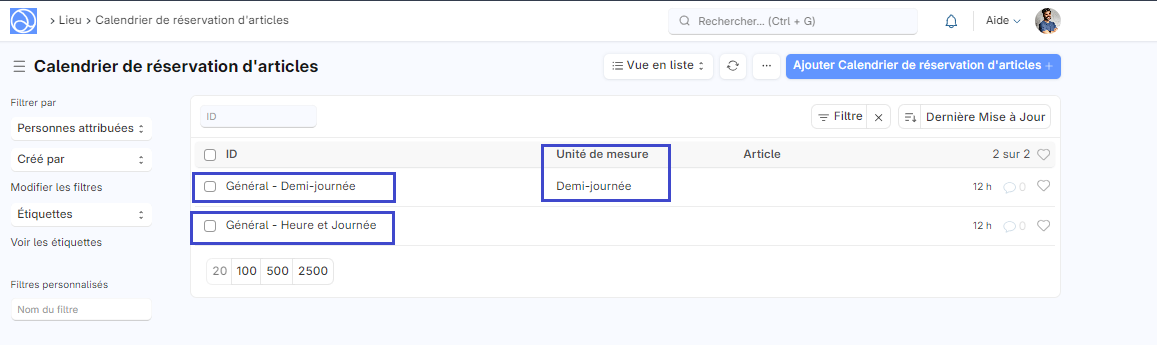 > Lieu > Calendrier de réservation d'articles
Rechercher... (Ctrl + G)
Aide
Calendrier de réservation d'articles
Vue en liste
...
Ajouter Calendrier de réservation d'articles +
Filtrer par
Personnes attribuées
Créé par
Modifier les filtres
Étiquettes
Voir les étiquettes
Filtres personnalisés
Nom du filtre
ID
Filtre
Dernière Mise à Jour
ID Unité de mesure Article 2 sur 2
Général - Demi-journée Demi-journée 12 h 0
Général - Heure et Journée 12 h 0
20 100 500 2500